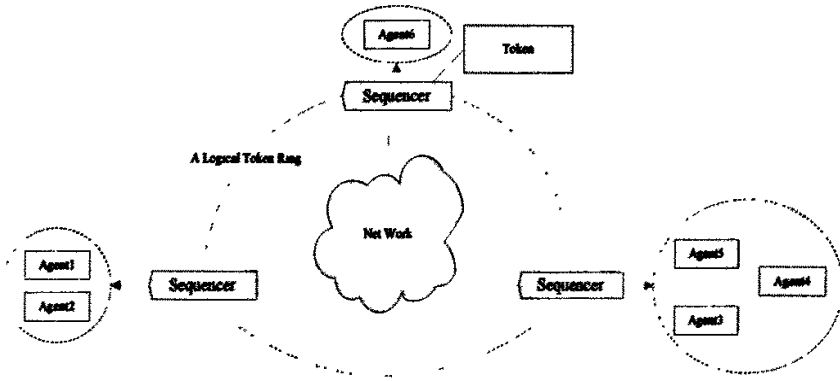 Agent6
Token
Sequencer
A Logical Token Ring
Net Work
Agent1
Agent2
Sequencer
Sequencer
Agent5
Agent4
Agent3